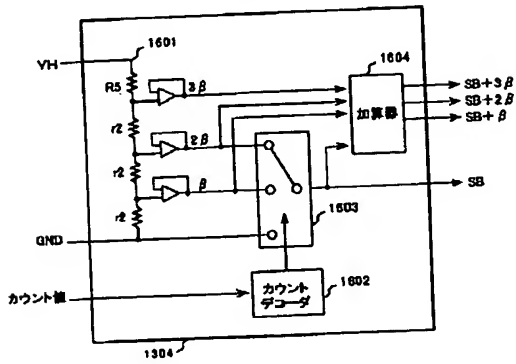 1601
1604
VH
R5
3β
SB+3β
SB+2β
SB+β
加算器
r2
2β
r2
β
SB
r2
1603
GND
カウント
デコーダ
1602
カウント値
1304